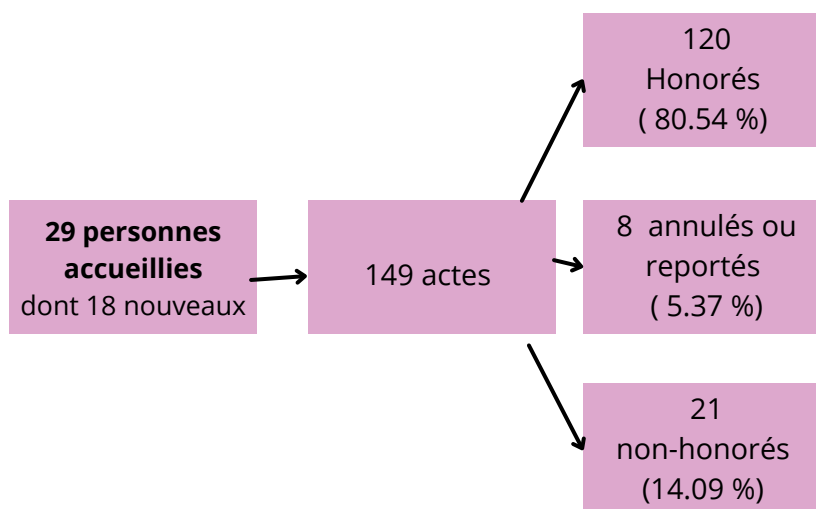 29 personnes
accueillies
dont 18 nouveaux
149 actes
120
Honorés
( 80.54 %)
8 annulés ou
reportés
( 5.37 %)
21
non-honorés
(14.09 %)